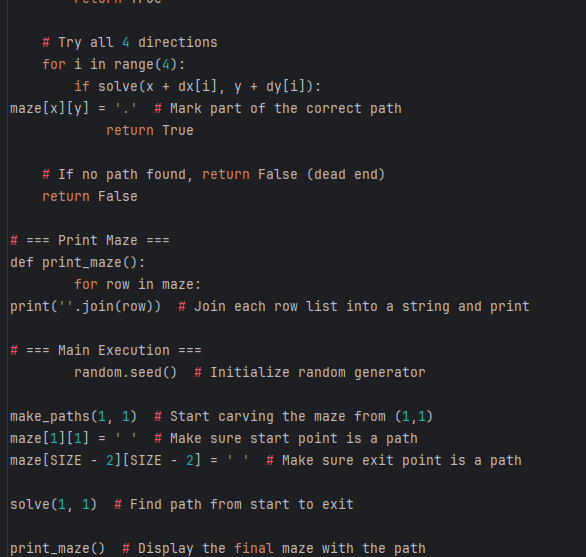 return True

    # Try all 4 directions
    for i in range(4):
        if solve(x + dx[i], y + dy[i]):
maze[x][y] = '.'  # Mark part of the correct path
            return True

    # If no path found, return False (dead end)
    return False

# === Print Maze ===
def print_maze():
        for row in maze:
print(''.join(row))  # Join each row list into a string and print

# === Main Execution ===
        random.seed()  # Initialize random generator

make_paths(1, 1)  # Start carving the maze from (1,1)
maze[1][1] = ' '  # Make sure start point is a path
maze[SIZE - 2][SIZE - 2] = ' '  # Make sure exit point is a path

solve(1, 1)  # Find path from start to exit

print_maze()  # Display the final maze with the path